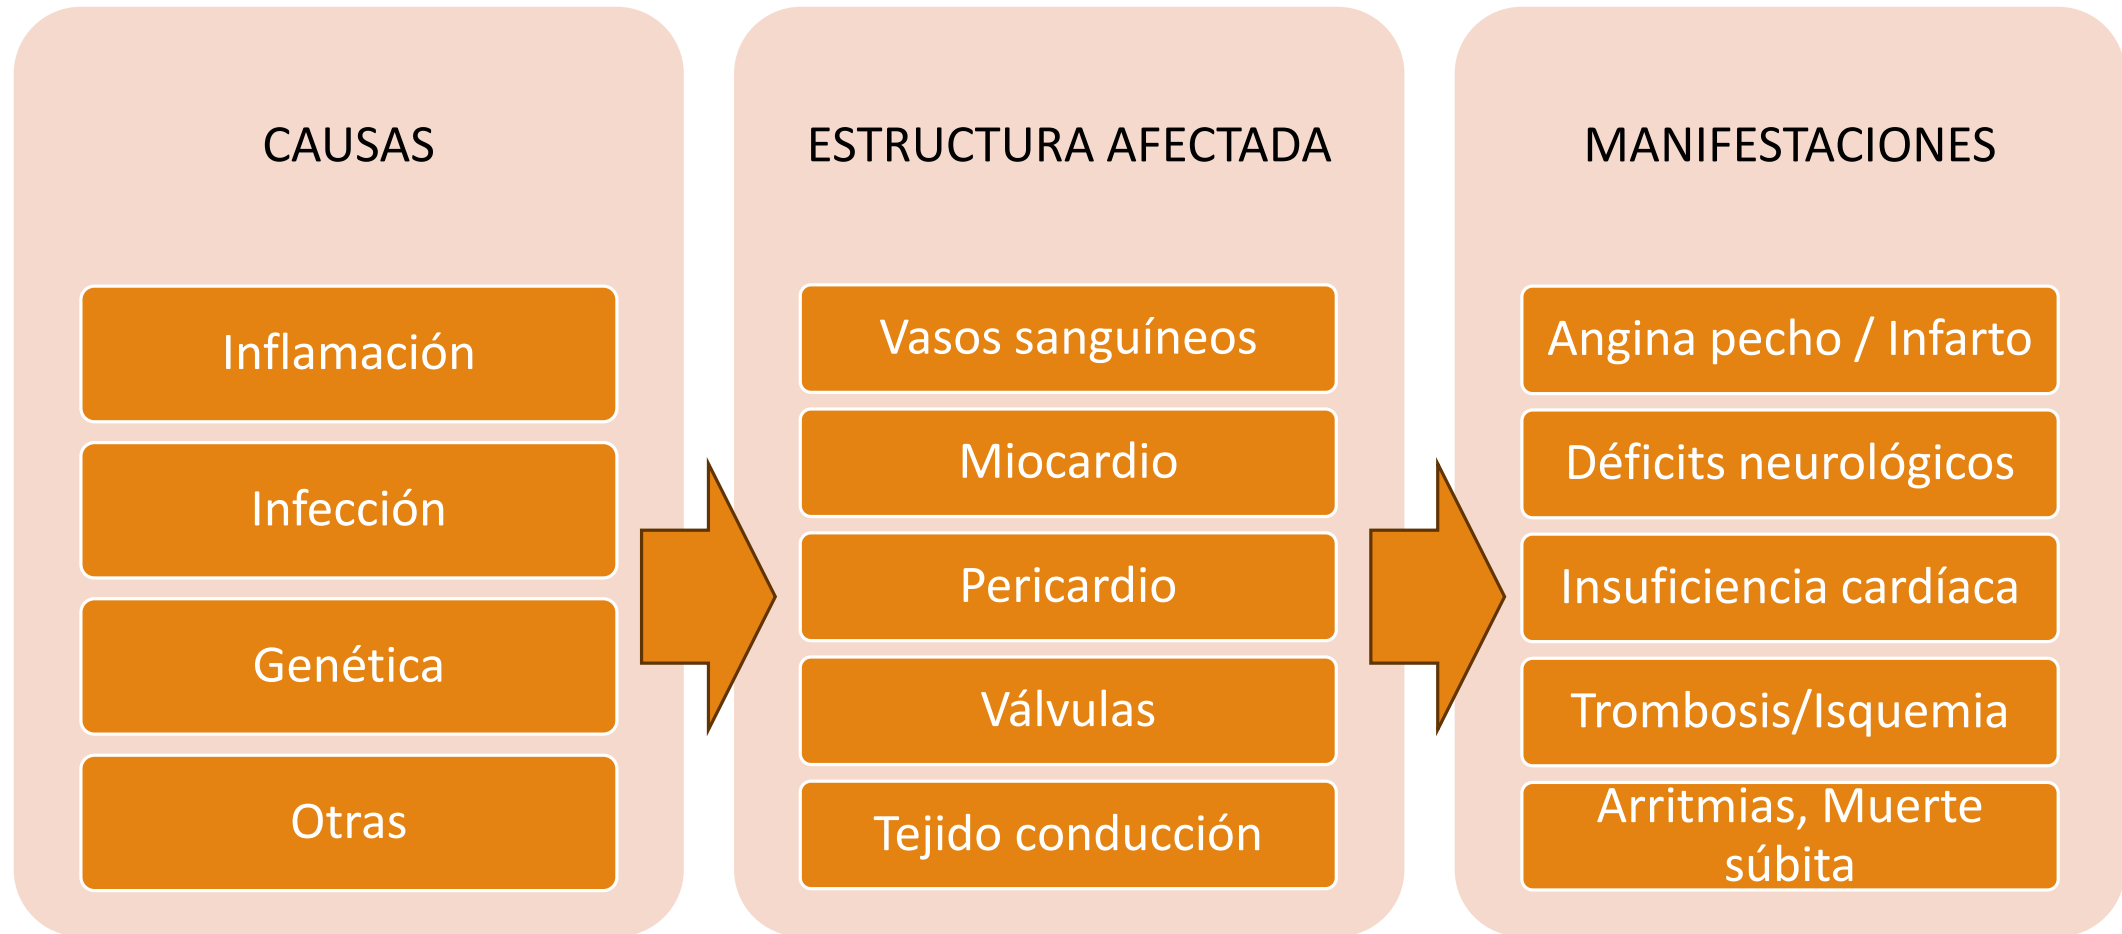 CAUSAS
Inflamación
Infección
Genética
Otras
ESTRUCTURA AFECTADA
Vasos sanguíneos
Miocardio
Pericardio
Válvulas
Tejido conducción
MANIFESTACIONES
Angina pecho / Infarto
Déficits neurológicos
Insuficiencia cardíaca
Trombosis/Isquemia
Arritmias, Muerte
súbita